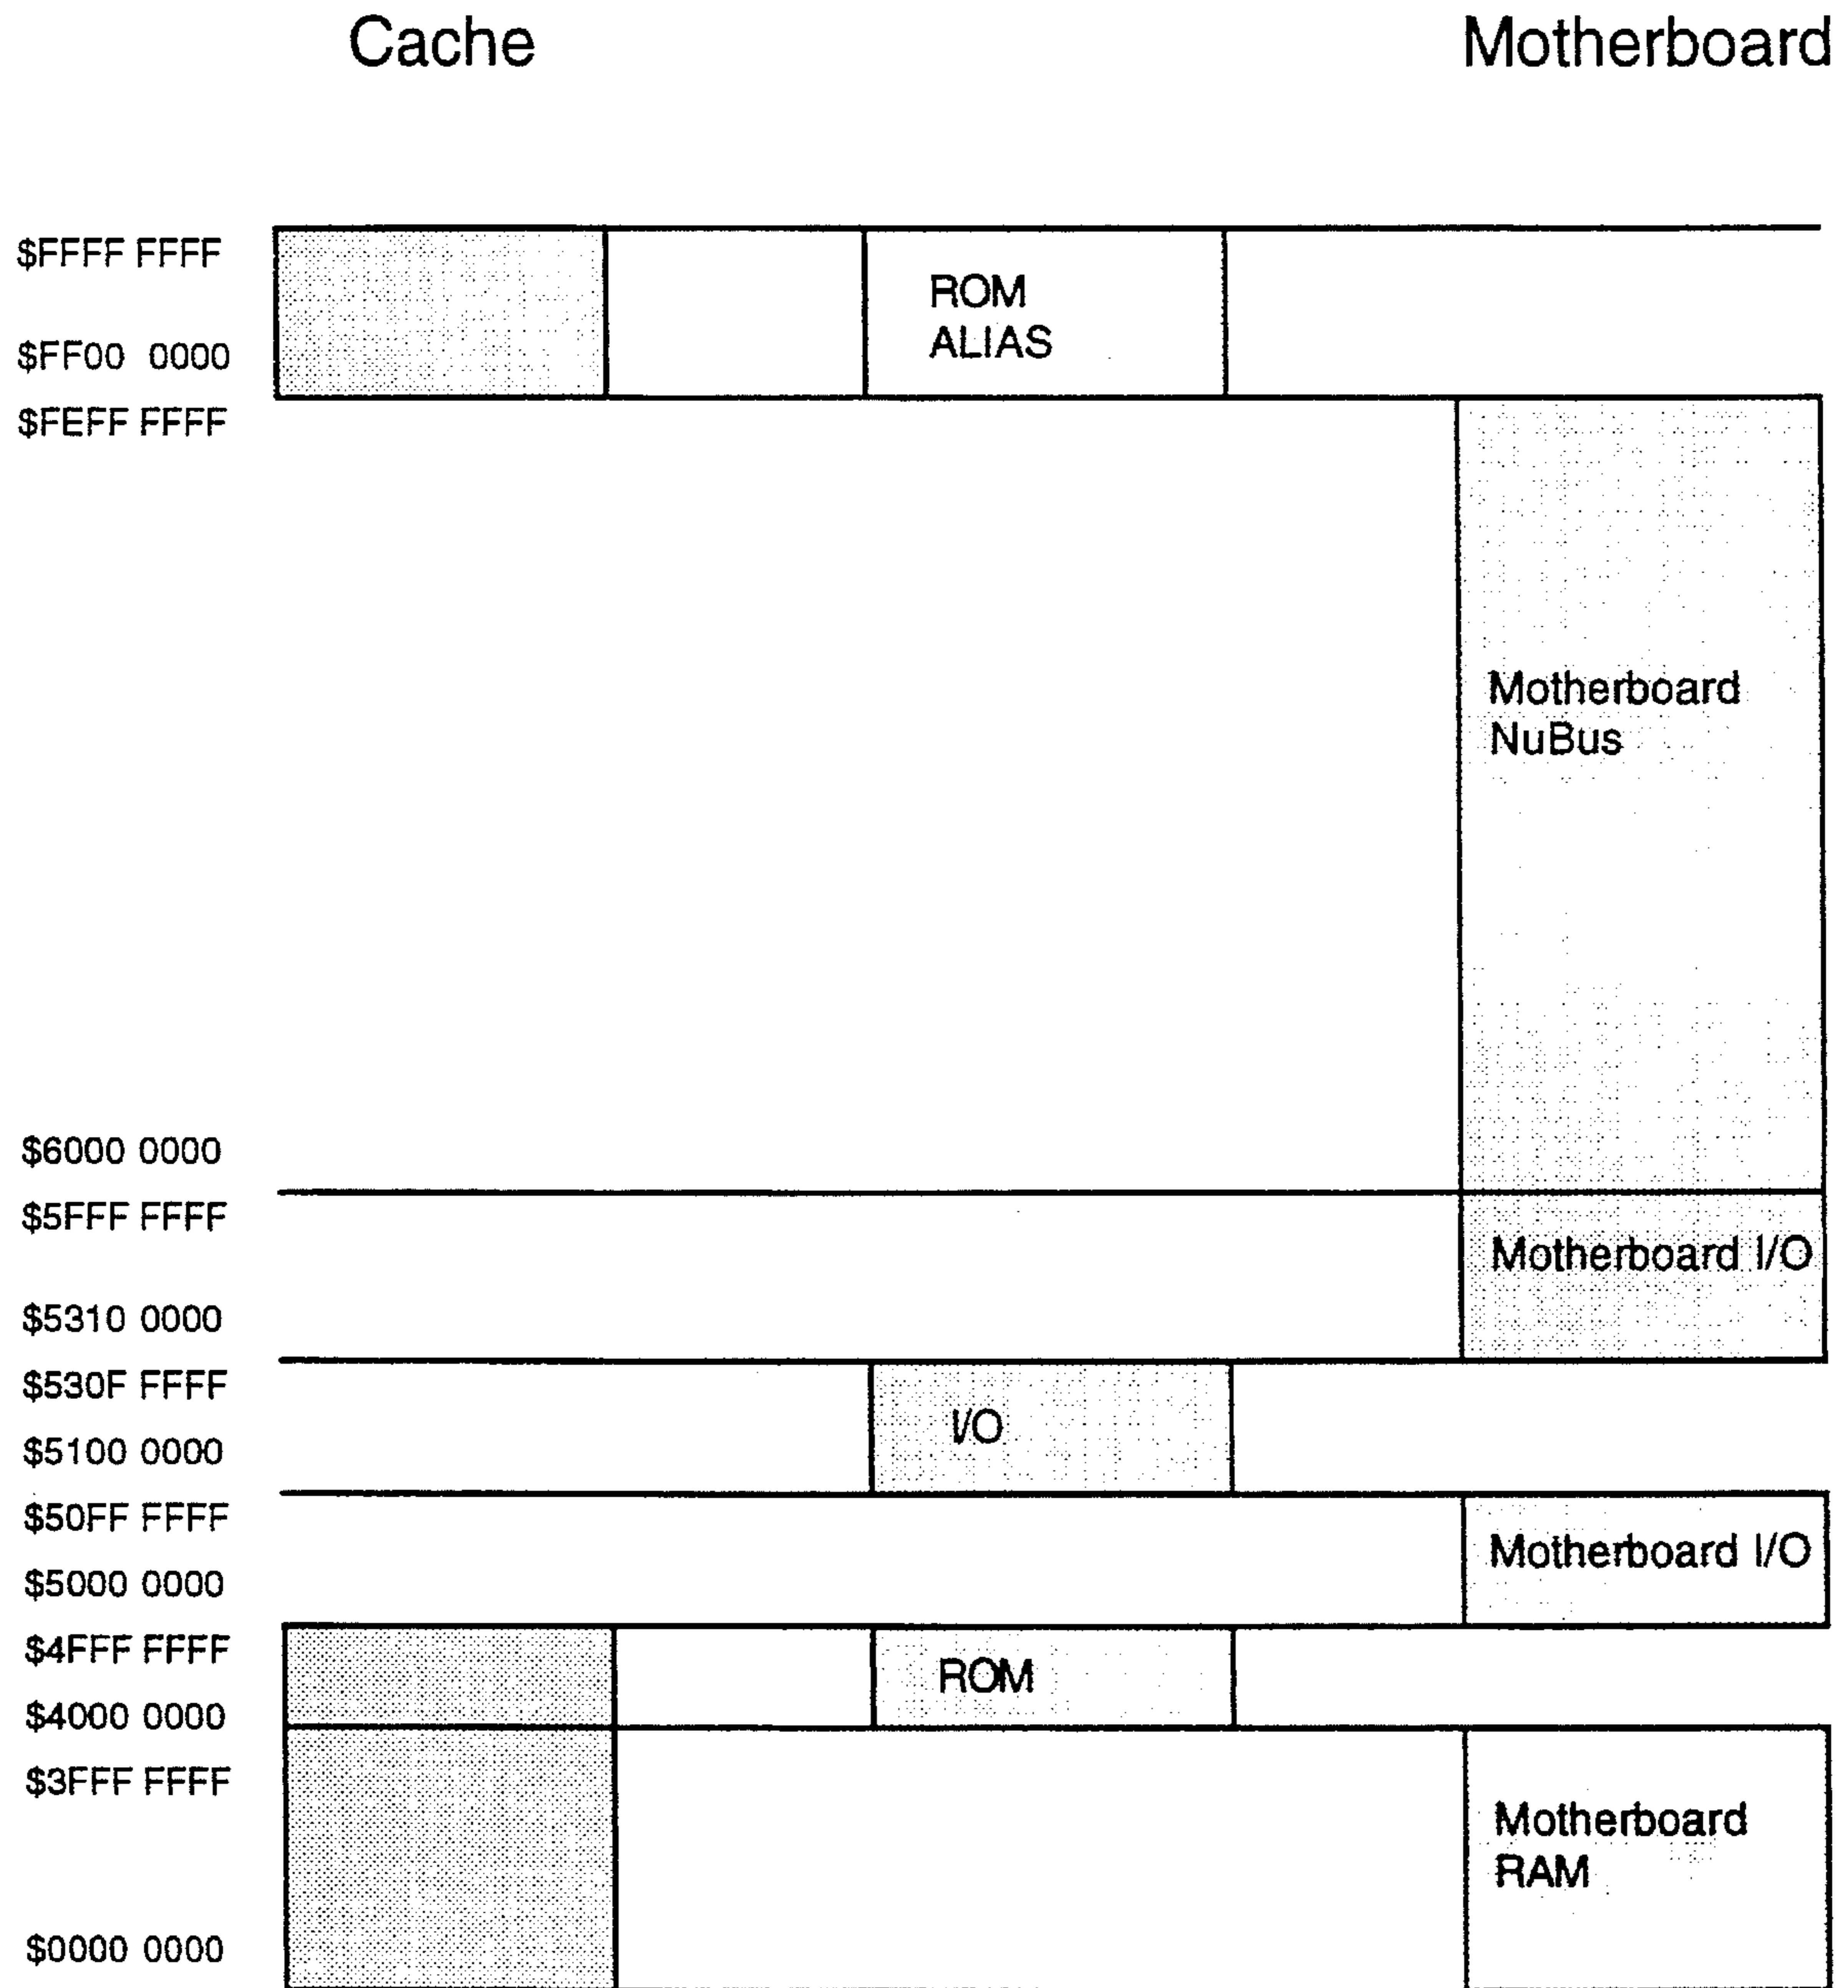 Cache Motherboard
$FFFF FFFF
ROM
ALIAS
$FF00 0000
$FEFF FFFF
Motherboard
NuBus
$6000 0000
$5FFF FFFF
Motherboard I/O
$5310 0000
$530F FFFF
I/O
$5100 0000
$50FF FFFF
Motherboard I/O
$5000 0000
$4FFF FFFF
ROM
$4000 0000
$3FFF FFFF
Motherboard
RAM
$0000 0000